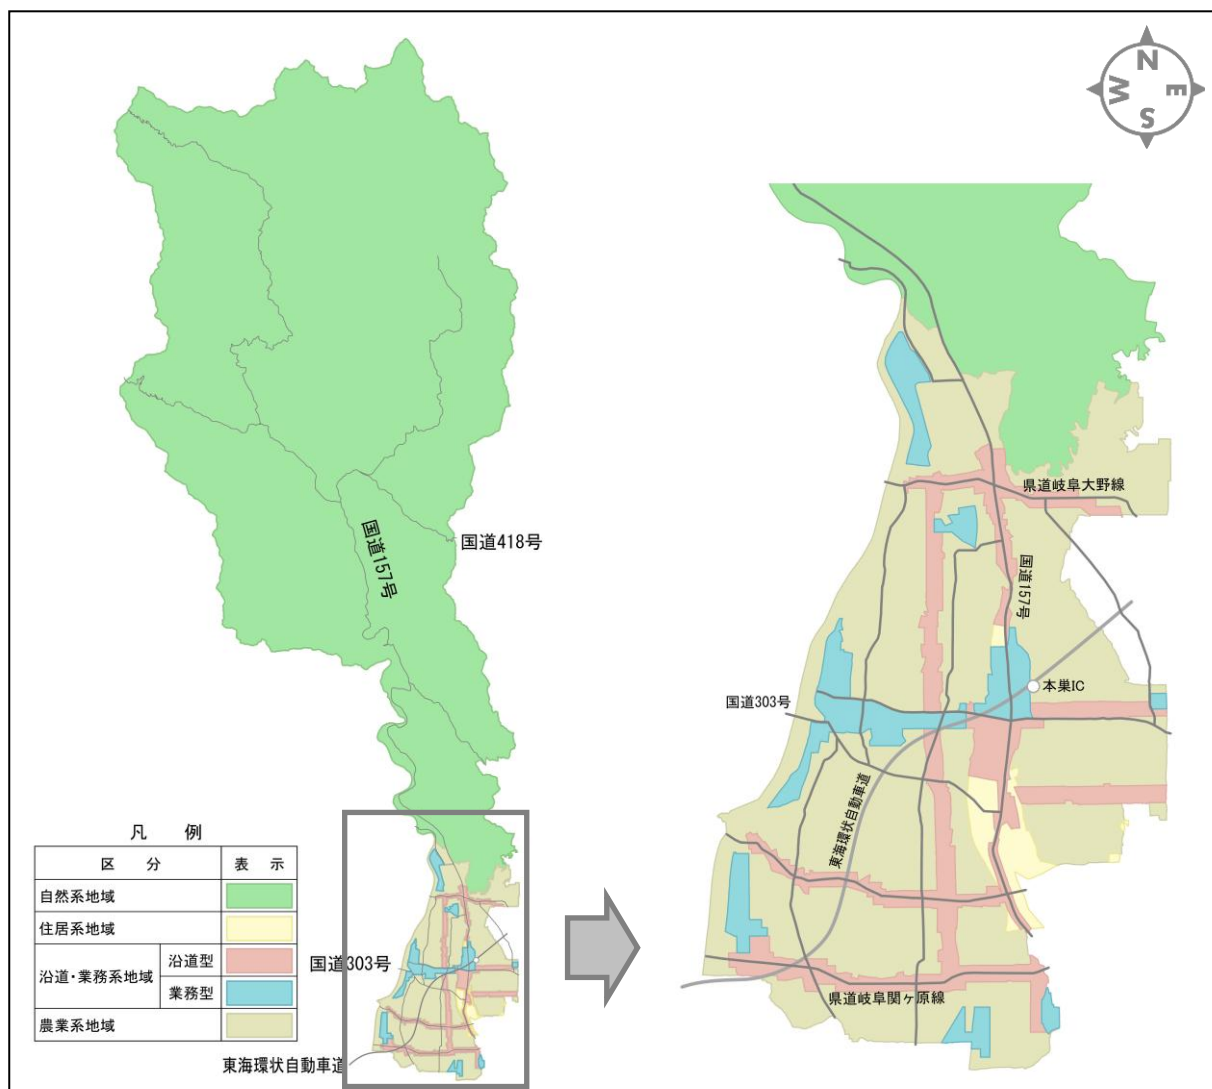 N
W
E
S
国道418号
国道157号
県道岐阜大野線
国道157号
本巣IC
国道303号
東海環状自動車道
県道岐阜関ヶ原線
国道303号
東海環状自動車道
凡 例
区 分 表 示
自然系地域
住居系地域
沿道・業務系地域 沿道型
業務型
農業系地域